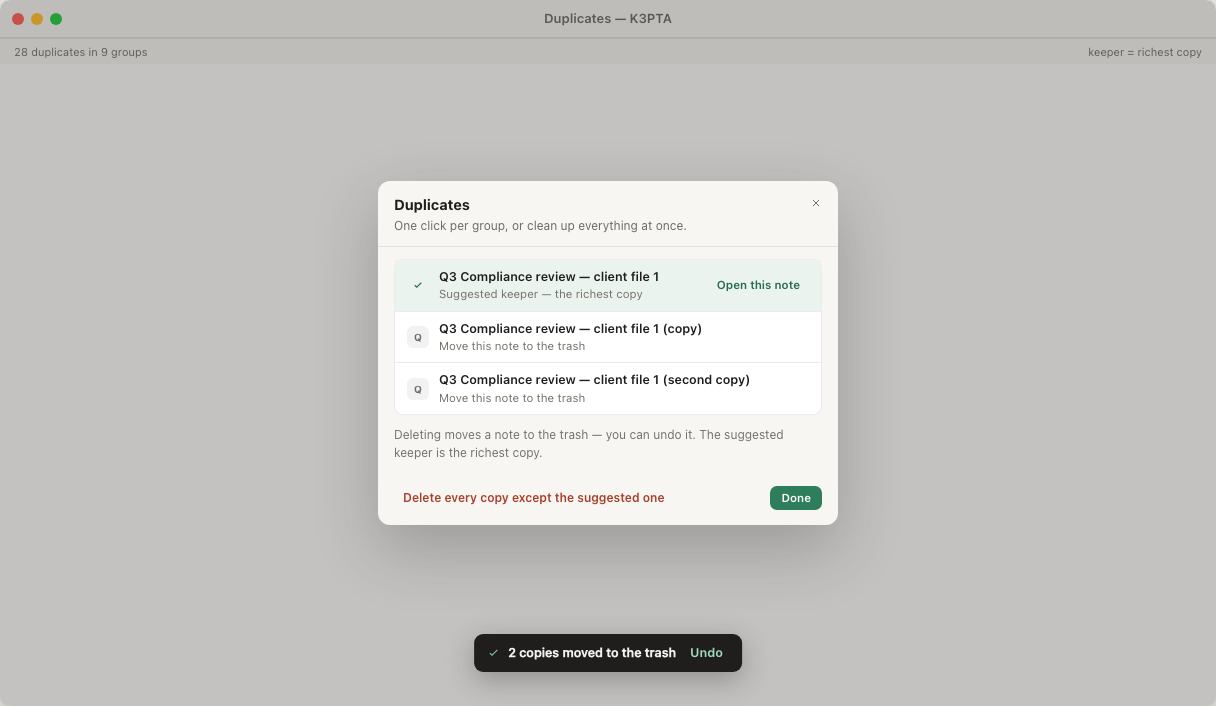 Duplicates — K3PTA
28 duplicates in 9 groups
keeper = richest copy
Duplicates
One click per group, or clean up everything at once.
Q3 Compliance review — client file 1
Suggested keeper — the richest copy
Open this note
Q
Q3 Compliance review — client file 1 (copy)
Move this note to the trash
Q
Q3 Compliance review — client file 1 (second copy)
Move this note to the trash
Deleting moves a note to the trash — you can undo it. The suggested
keeper is the richest copy.
Delete every copy except the suggested one
Done
2 copies moved to the trash
Undo